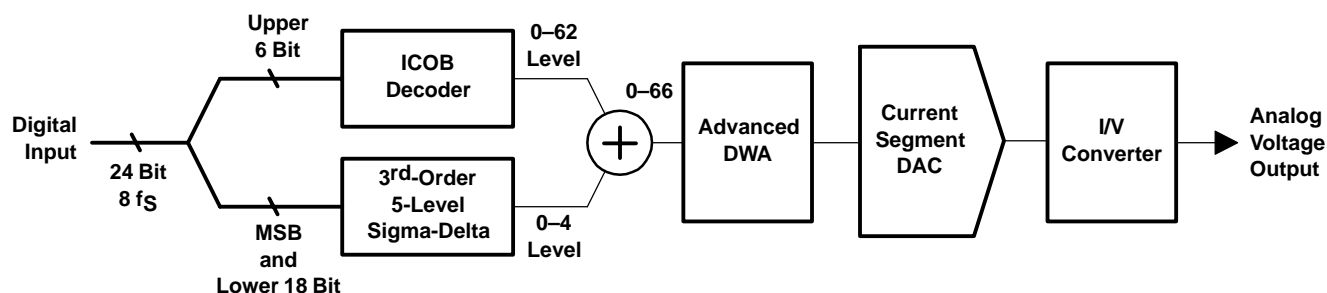 Digital
Input
24 Bit
8 fS
Upper
6 Bit
ICOB
Decoder
0–62
Level
MSB
and
Lower 18 Bit
3rd-Order
5-Level
Sigma-Delta
0–4
Level
+
0–66
Advanced
DWA
Current
Segment
DAC
I/V
Converter
Analog
Voltage
Output